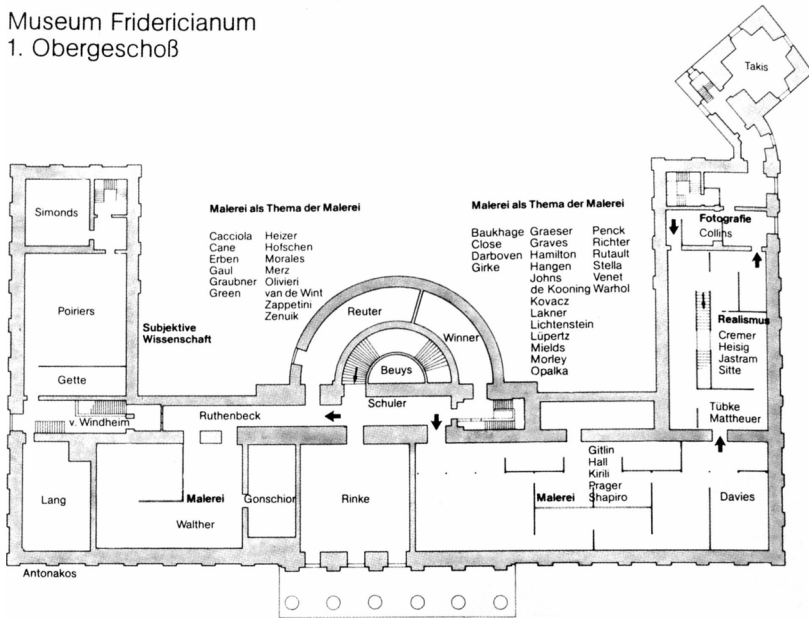 Museum Fridericianum
1. Obergeschoß
Takis
Simonds
Malerei als Thema der Malerei
Cacciola Heizer
Cane Hofschen
Erben Morales
Gaul Merz
Graubner Olivieri
Green van de Wint
Zappetini
Zenuik
Malerei als Thema der Malerei
Baukhage Graeser Penck
Close Graves Richter
Darboven Hamilton Rutault
Girke Hangen Stella
Johns Venet
de Kooning Warhol
Kovacz
Lakner
Lichtenstein
Lüpertz
Mields
Morley
Opalka
Fotografie
Collins
Poiriers
Subjektive
Wissenschaft
Reuter
Winner
Beuys
Realismus
Cremer
Heisig
Jastram
Sitte
Gette
v. Windheim
Ruthenbeck
Schuler
Tübke
Mattheuer
Lang
Malerei
Walther
Gonschior
Rinke
Malerei
Gitlin
Hall
Kirili
Prager
Shapiro
Davies
Antonakos